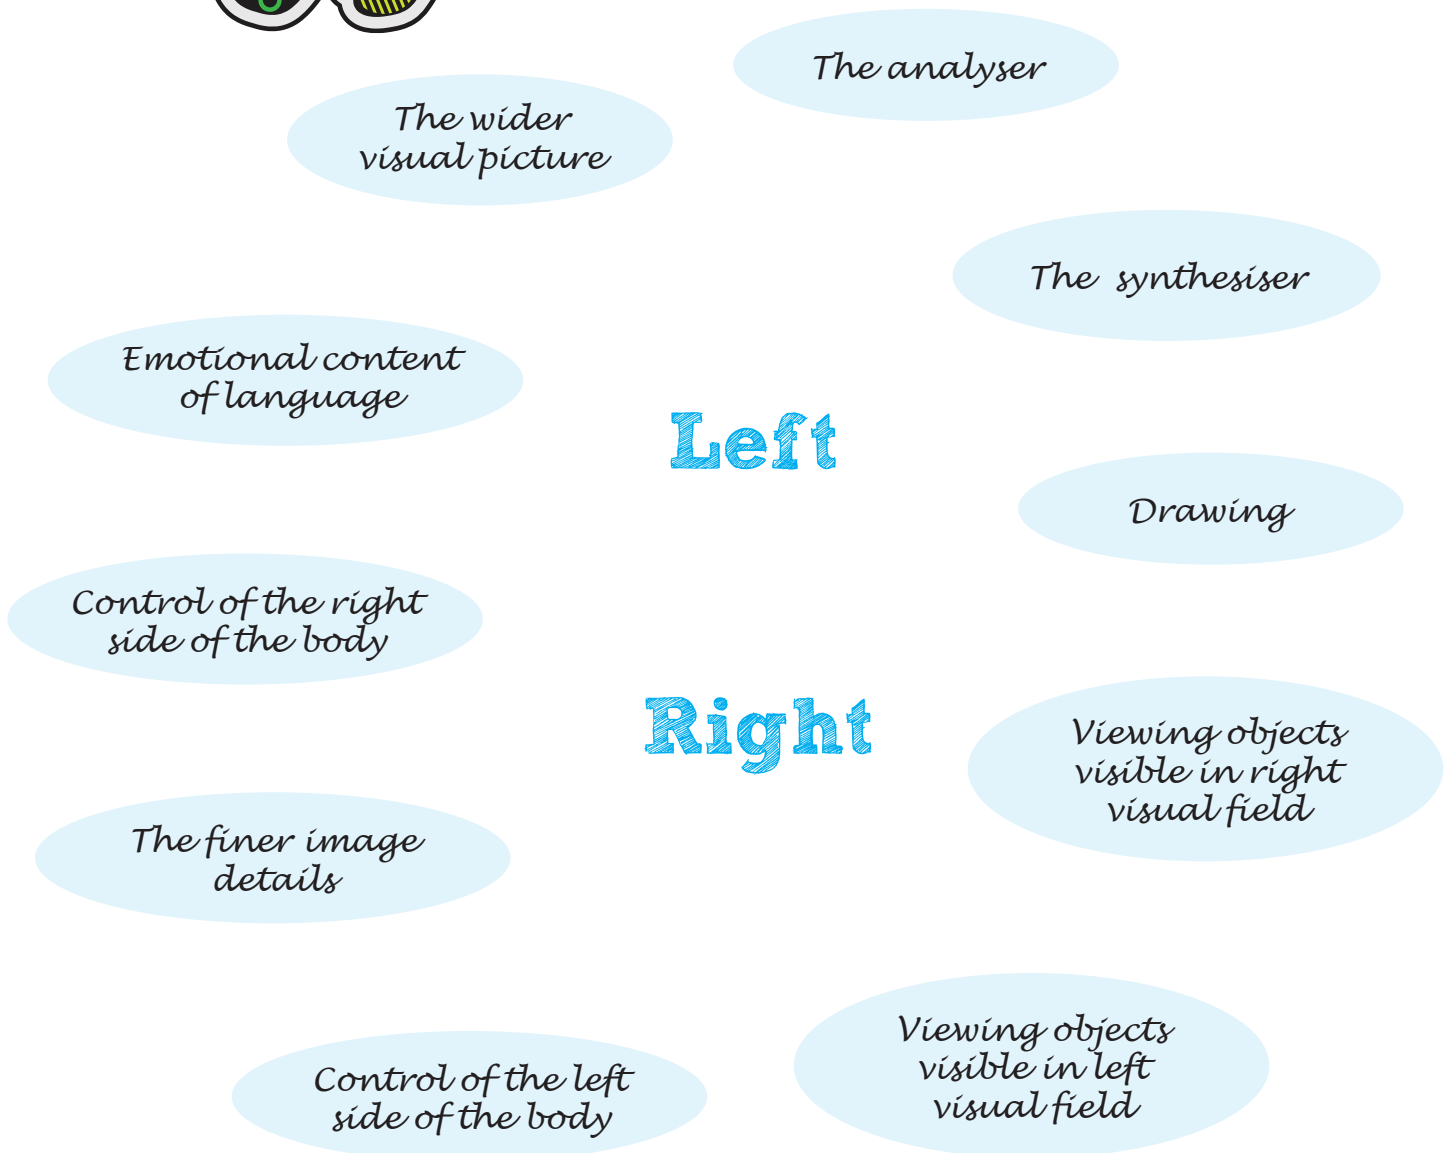 The analyser
The wider
visual picture
The synthesiser
Emotional content
of language
Left
Drawing
Control of the right
side of the body
Right
Viewing objects
visible in right
visual field
The finer image
details
Viewing objects
visible in left
visual field
Control of the left
side of the body